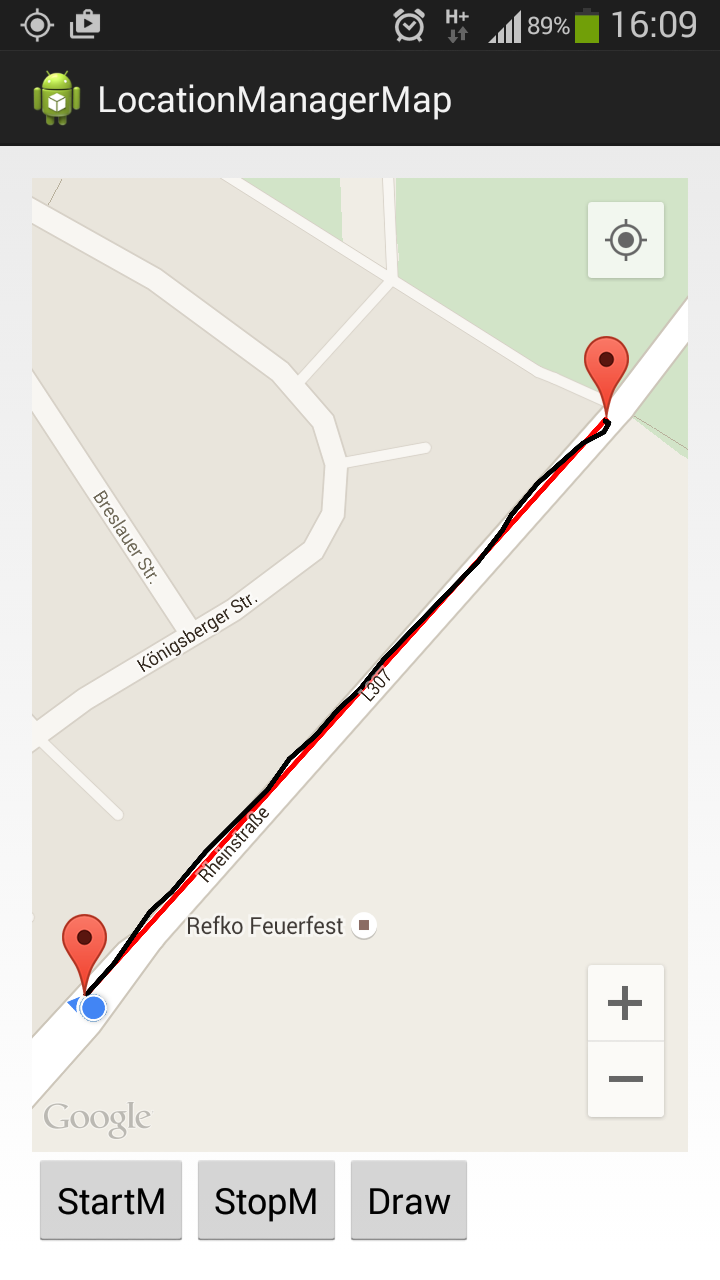 H+
89%
16:09
LocationManagerMap
Breslauer Str.
Königsberger Str.
L307
Rheinstraße
Refko Feuerfest
Google
StartM
StopM
Draw